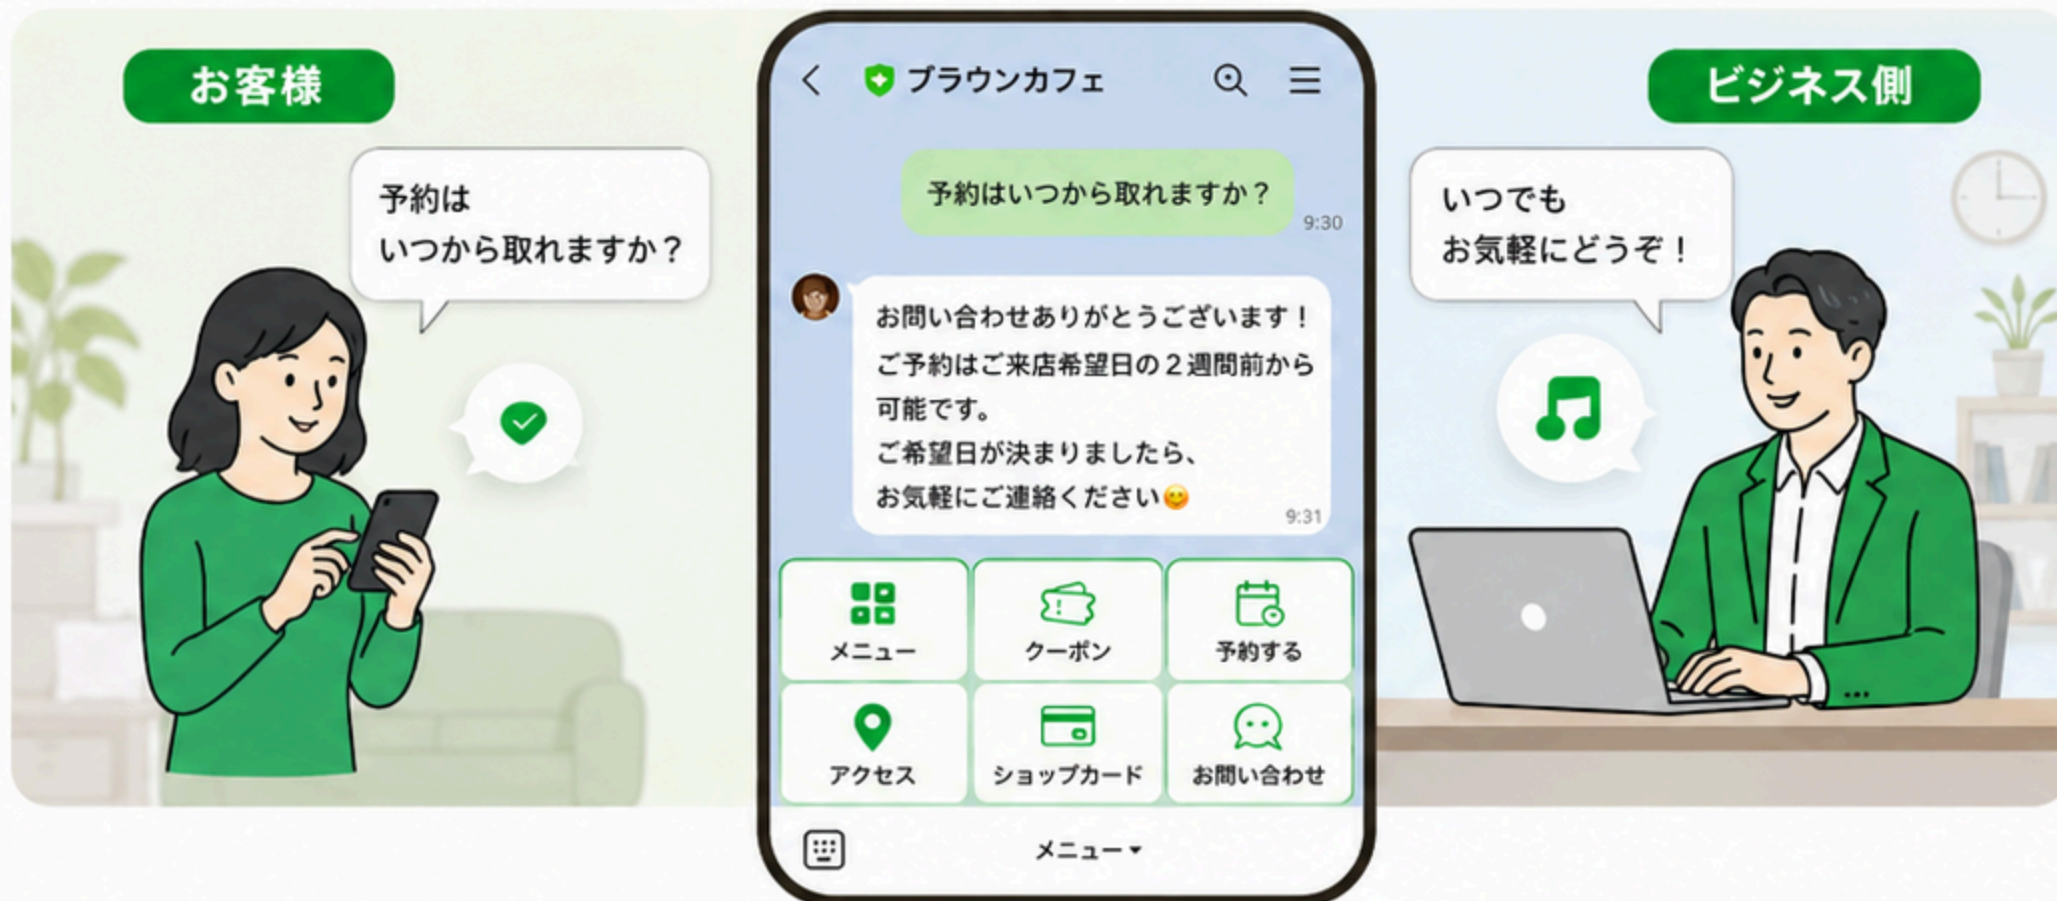 お客様
予約は
いつから取れますか？
ブラウンカフェ
予約はいつから取れますか？
9:30
お問い合わせありがとうございます！
ご予約はご来店希望日の２週間前から
可能です。
ご希望日が決まりましたら、
お気軽にご連絡ください😊
9:31
メニュー
クーポン
予約する
アクセス
ショップカード
お問い合わせ
メニュー
ビジネス側
いつでも
お気軽にどうぞ！